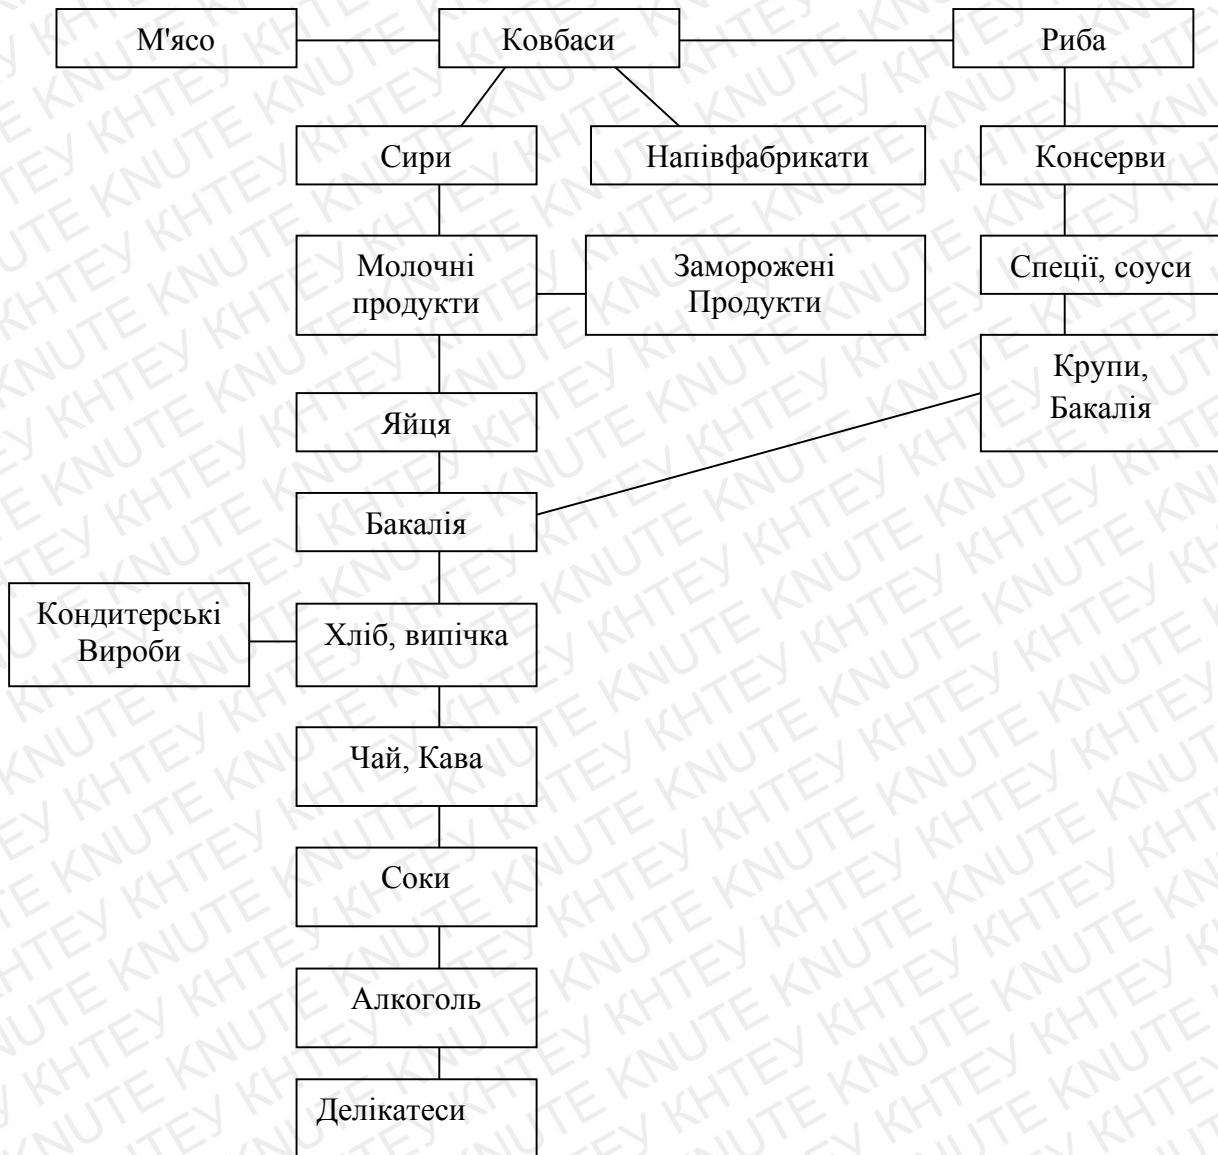 М'ясо
Ковбаси
Риба
Сири
Напівфабрикати
Консерви
Молочні
продукти
Заморожені
Продукти
Спеції, соуси
Крупи,
Бакалія
Яйця
Бакалія
Кондитерські
Вироби
Хліб, випічка
Чай, Кава
Соки
Алкоголь
Делікатеси